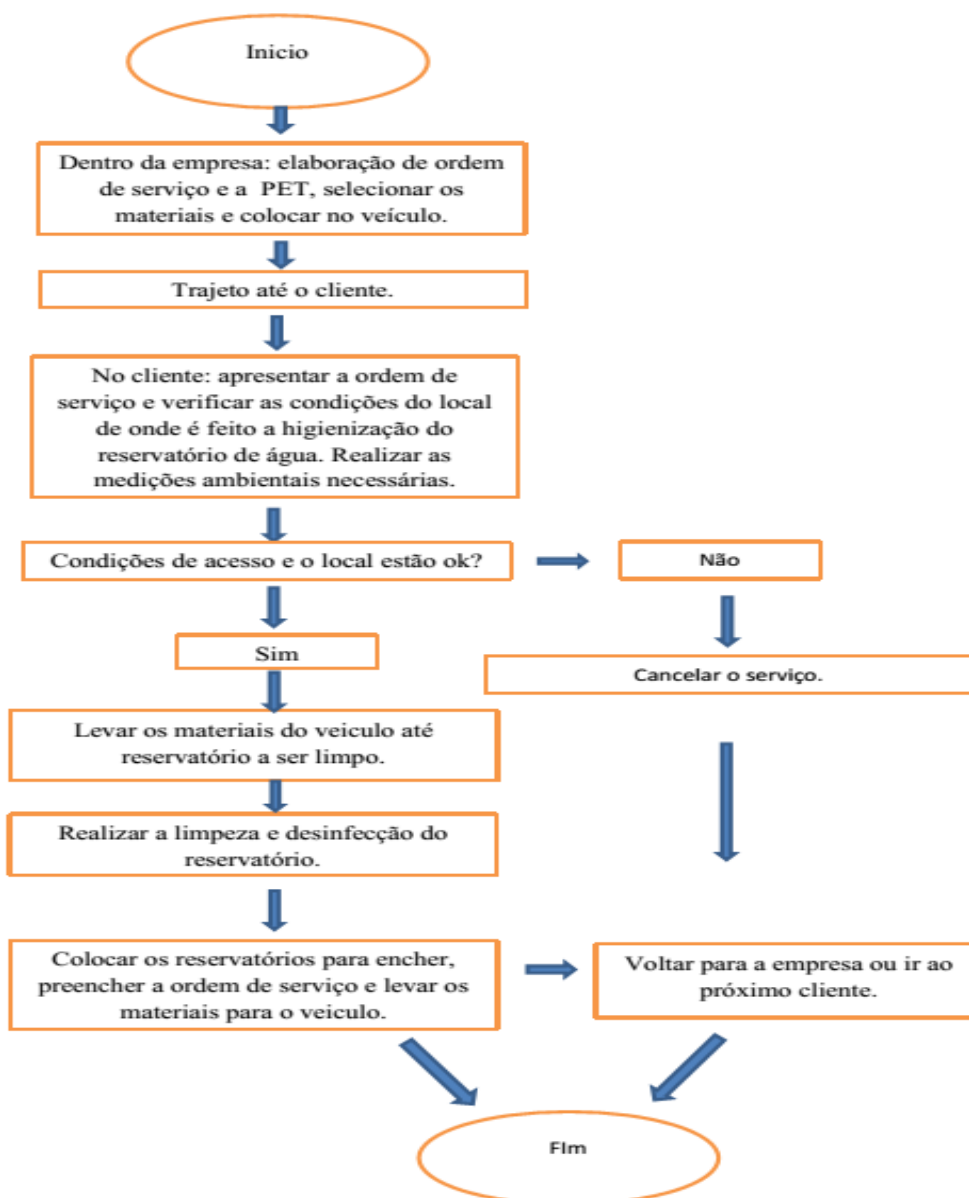 Inicio
Dentro da empresa: elaboração de ordem
de serviço e a PET, selecionar os
materiais e colocar no veículo.
Trajeto até o cliente.
No cliente: apresentar a ordem de
serviço e verificar as condições do local
de onde é feito a higienização do
reservatório de água. Realizar as
medições ambientais necessárias.
Condições de acesso e o local estão ok?
Não
Sim
Cancelar o serviço.
Levar os materiais do veiculo até
reservatório a ser limpo.
Realizar a limpeza e desinfecção do
reservatório.
Colocar os reservatórios para encher,
preencher a ordem de serviço e levar os
materiais para o veiculo.
Voltar para a empresa ou ir ao
próximo cliente.
FIm